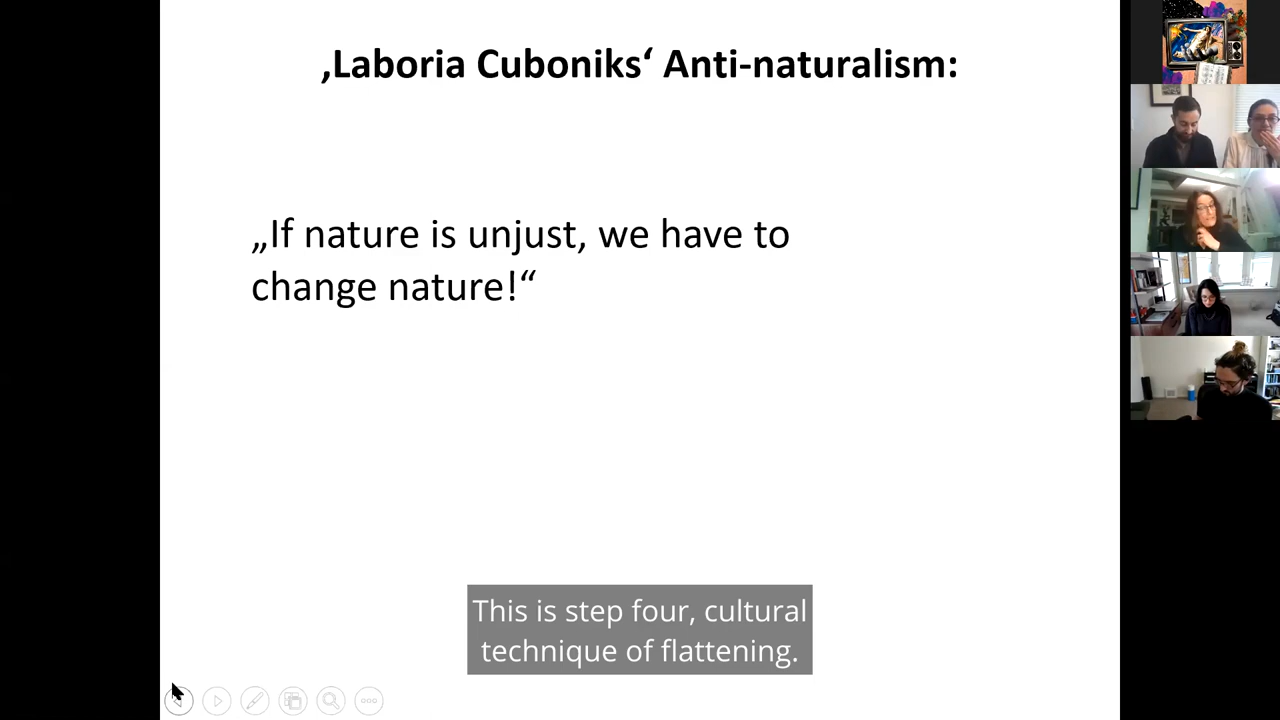 ‚Laboria Cuboniks‘ Anti-naturalism:
„If nature is unjust, we have to
change nature!“
This is step four, cultural
technique of flattening.